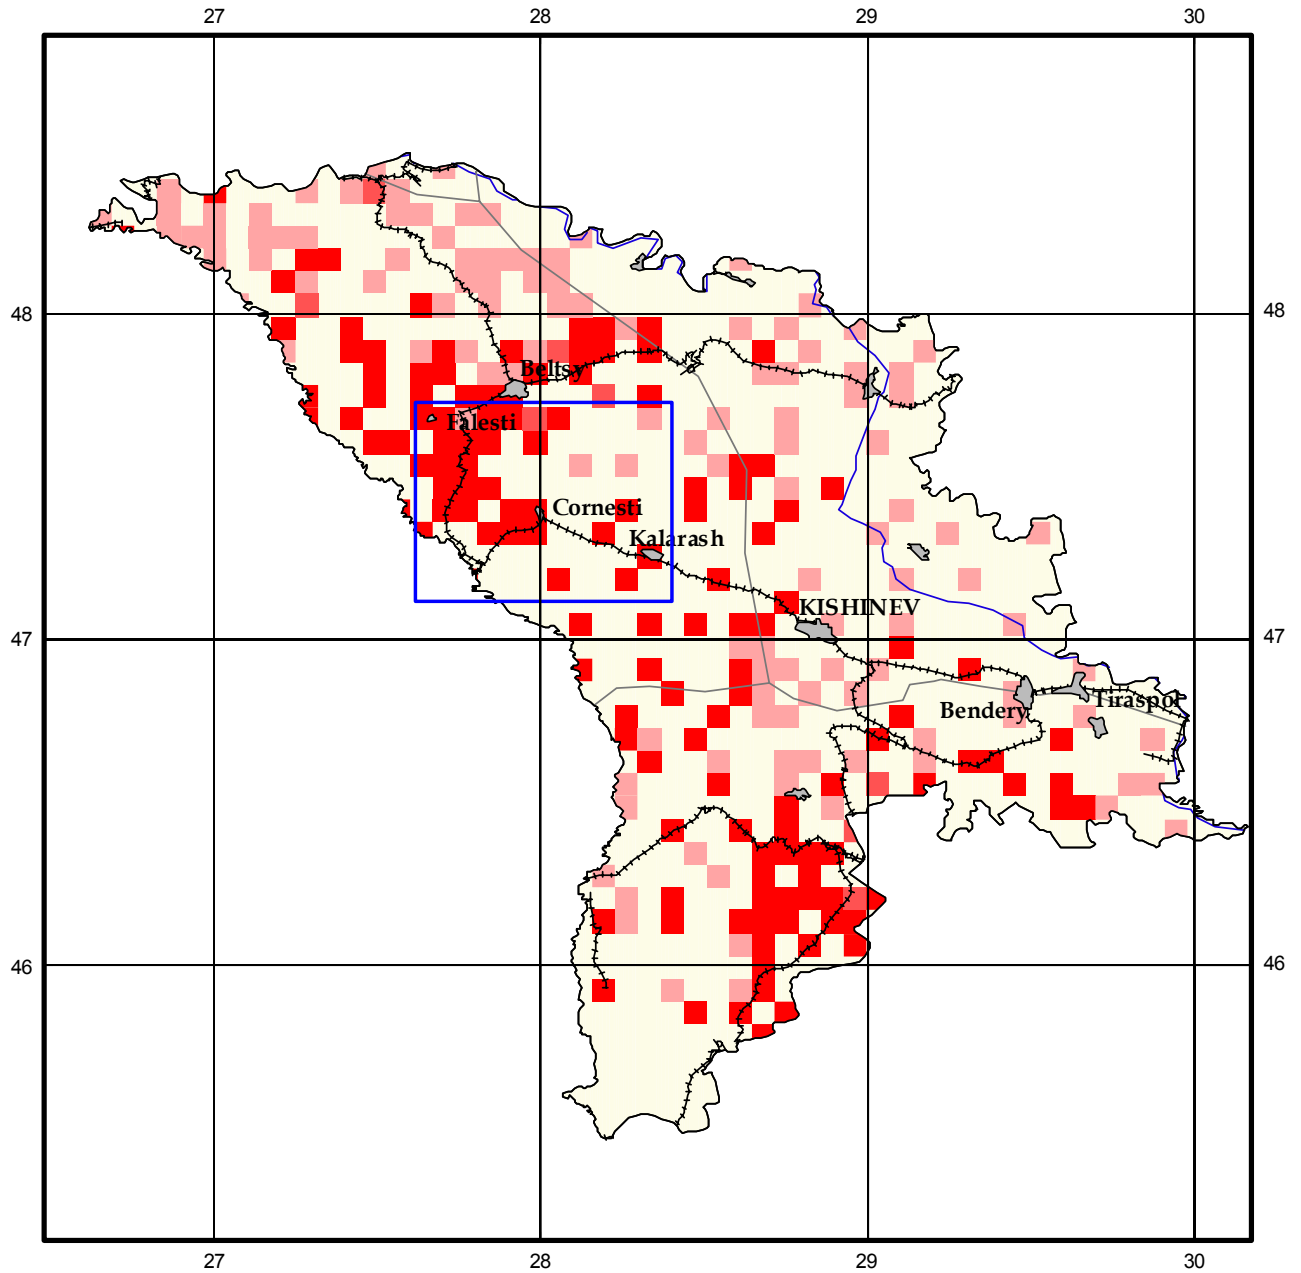 27 28 29 30
48 48
Beltsy
Falesti
Cornesti
Kalarash
KISHINEV
47 47
Tiraspol
Bendery
46 46
27 28 29 30